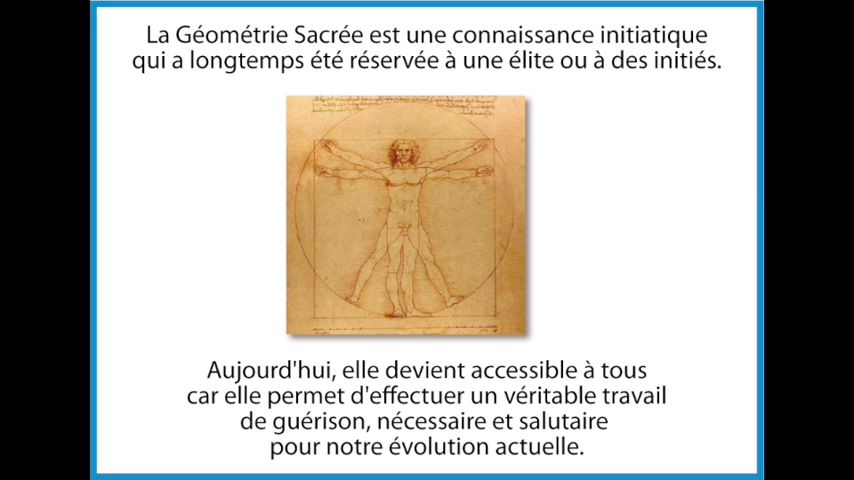 La Géométrie Sacrée est une connaissance initiatique
qui a longtemps été réservée à une élite ou à des initiés.
Aujourd'hui, elle devient accessible à tous
car elle permet d'effectuer un véritable travail
de guérison, nécessaire et salutaire
pour notre évolution actuelle.